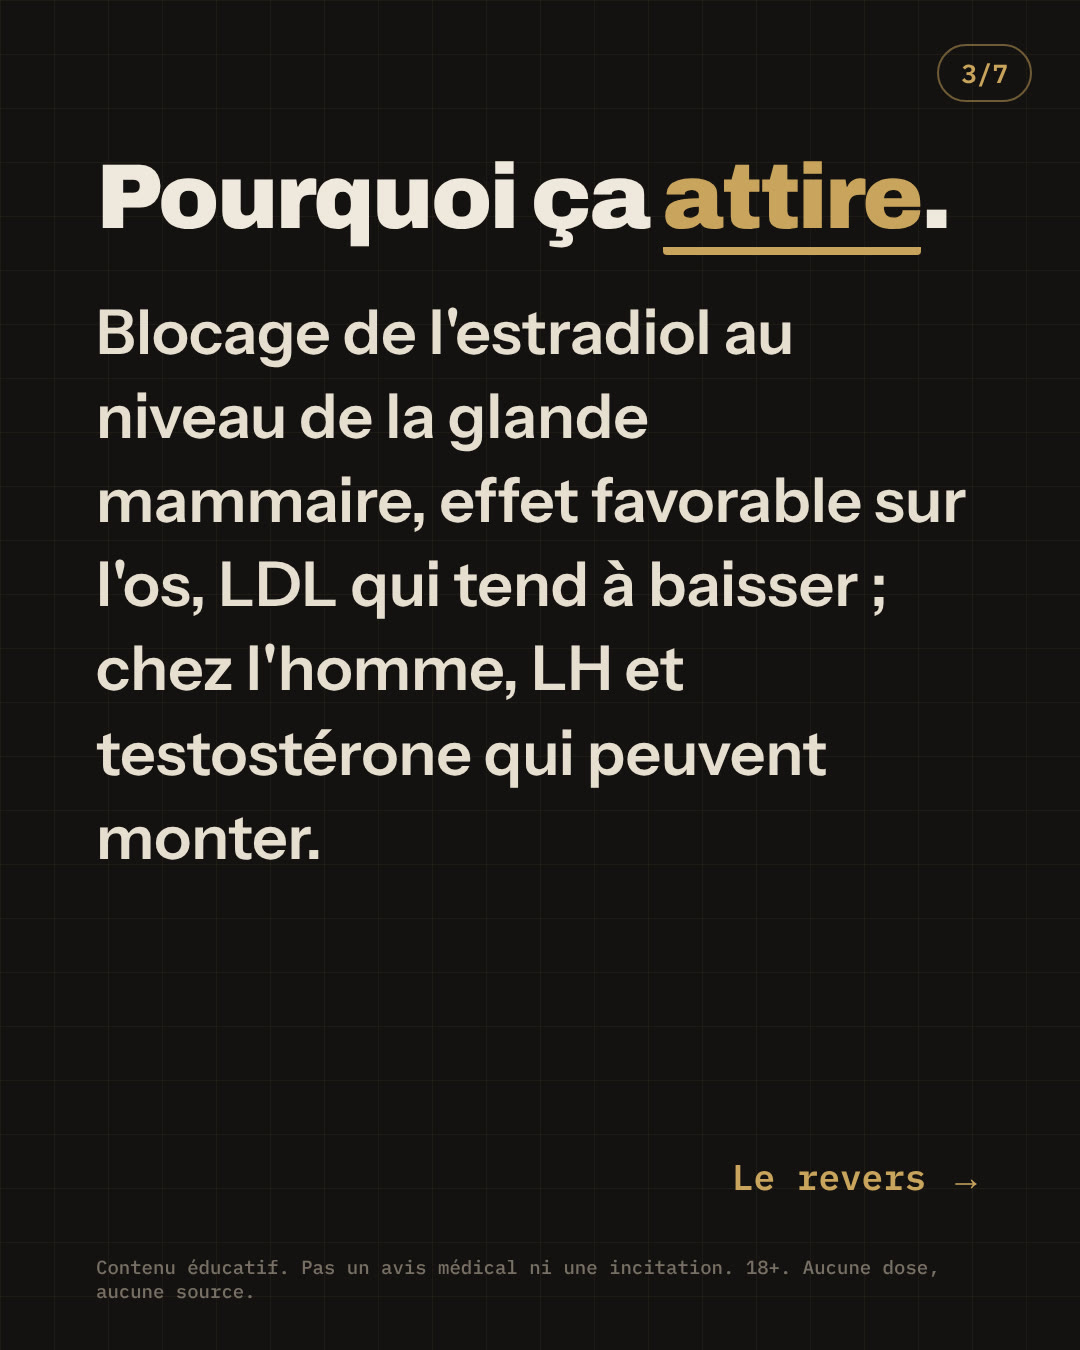 3/7
Pourquoi ça attire.
Blocage de l'estradiol au
niveau de la glande
mammaire, effet favorable sur
l'os, LDL qui tend à baisser ;
chez l'homme, LH et
testostérone qui peuvent
monter.
Le revers →
Contenu éducatif. Pas un avis médical ni une incitation. 18+. Aucune dose,
aucune source.